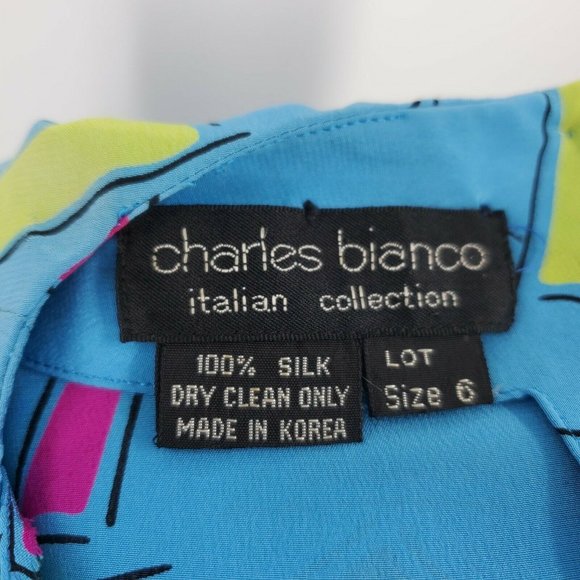 charles bianco
italian collection
100% SILK
DRY CLEAN ONLY
MADE IN KOREA
LOT
Size 6